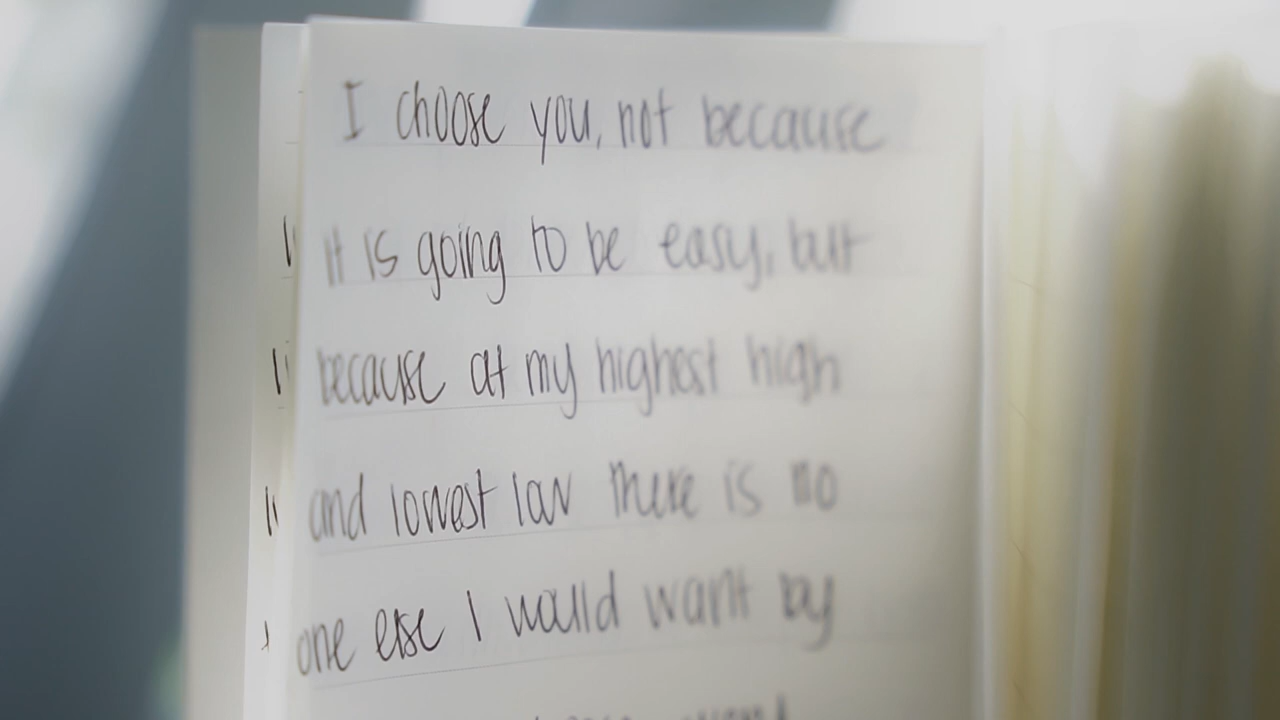 I choose you, not because
it is going to be easy, but
because at my highest high
and lowest low there is no
one else I would want by